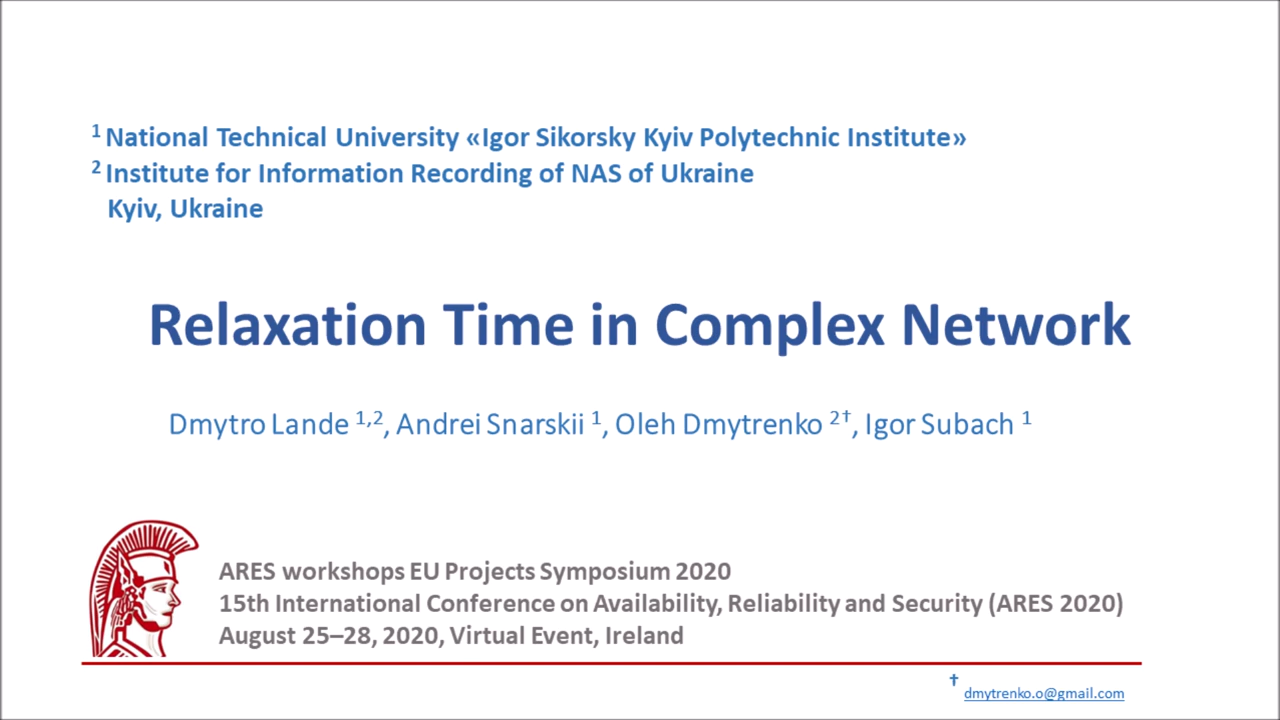 ¹ National Technical University «Igor Sikorsky Kyiv Polytechnic Institute»
² Institute for Information Recording of NAS of Ukraine
Kyiv, Ukraine
Relaxation Time in Complex Network
Dmytro Lande ¹,², Andrei Snarskii ¹, Oleh Dmytrenko ²†, Igor Subach ¹
ARES workshops EU Projects Symposium 2020
15th International Conference on Availability, Reliability and Security (ARES 2020)
August 25–28, 2020, Virtual Event, Ireland
† dmytrenko.o@gmail.com